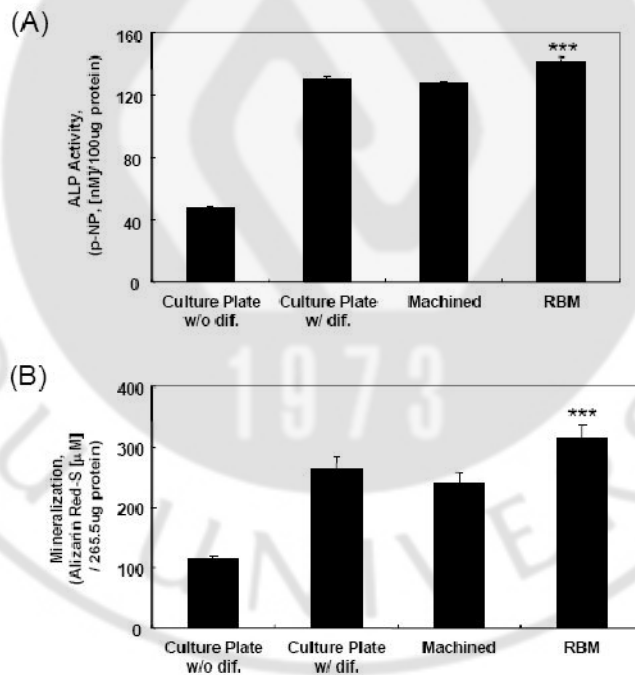 (A)
160
***
120
80
40
0
ALP Activity,
(p-NP, [nM]/100ug protein)
Culture Plate
w/o dif.
Culture Plate
w/ dif.
Machined
RBM
1973
(B)
400
***
300
200
100
0
Mineralization,
(Alizarin Red-S [μM]
/ 265.5ug protein)
Culture Plate
w/o dif.
Culture Plate
w/ dif.
Machined
RBM